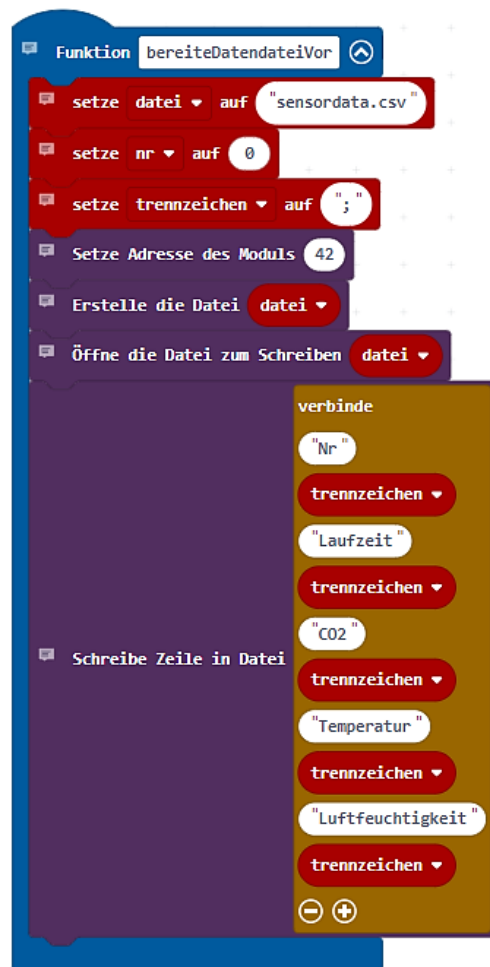 Funktion bereiteDatendateiVor
setze datei auf "sensordata.csv"
setze nr auf 0
setze trennzeichen auf ";"
Setze Adresse des Moduls 42
Erstelle die Datei datei
Öffne die Datei zum Schreiben datei
verbinde
"Nr"
trennzeichen
"Laufzeit"
trennzeichen
"CO2"
Schreibe Zeile in Datei
trennzeichen
"Temperatur"
trennzeichen
"Luftfeuchtigkeit"
trennzeichen